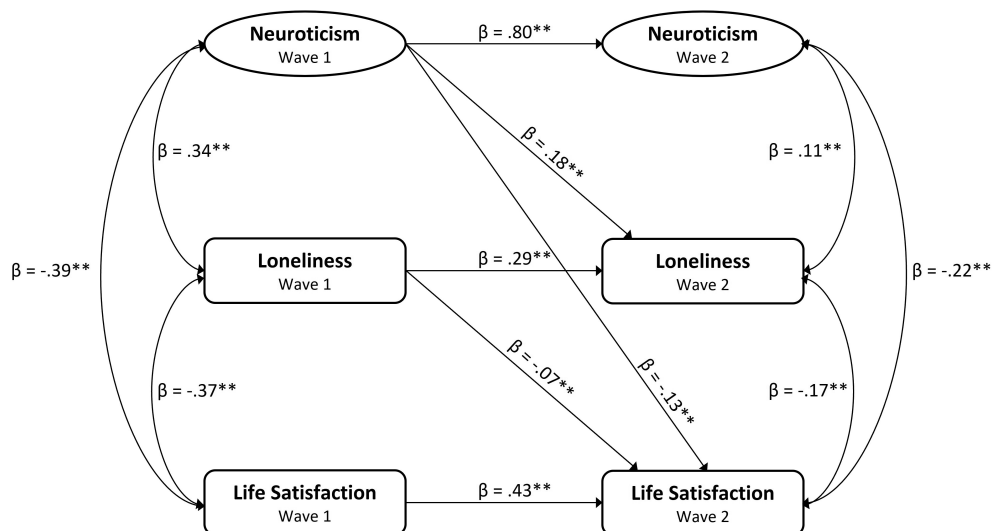 Neuroticism
Wave 1
β = .80**
Neuroticism
Wave 2
β = .34**
β = .18**
β = .11**
β = -.39**
Loneliness
Wave 1
β = .29**
Loneliness
Wave 2
β = -.22**
β = -.37**
β = -.07**
β = -.13**
β = -.17**
Life Satisfaction
Wave 1
β = .43**
Life Satisfaction
Wave 2